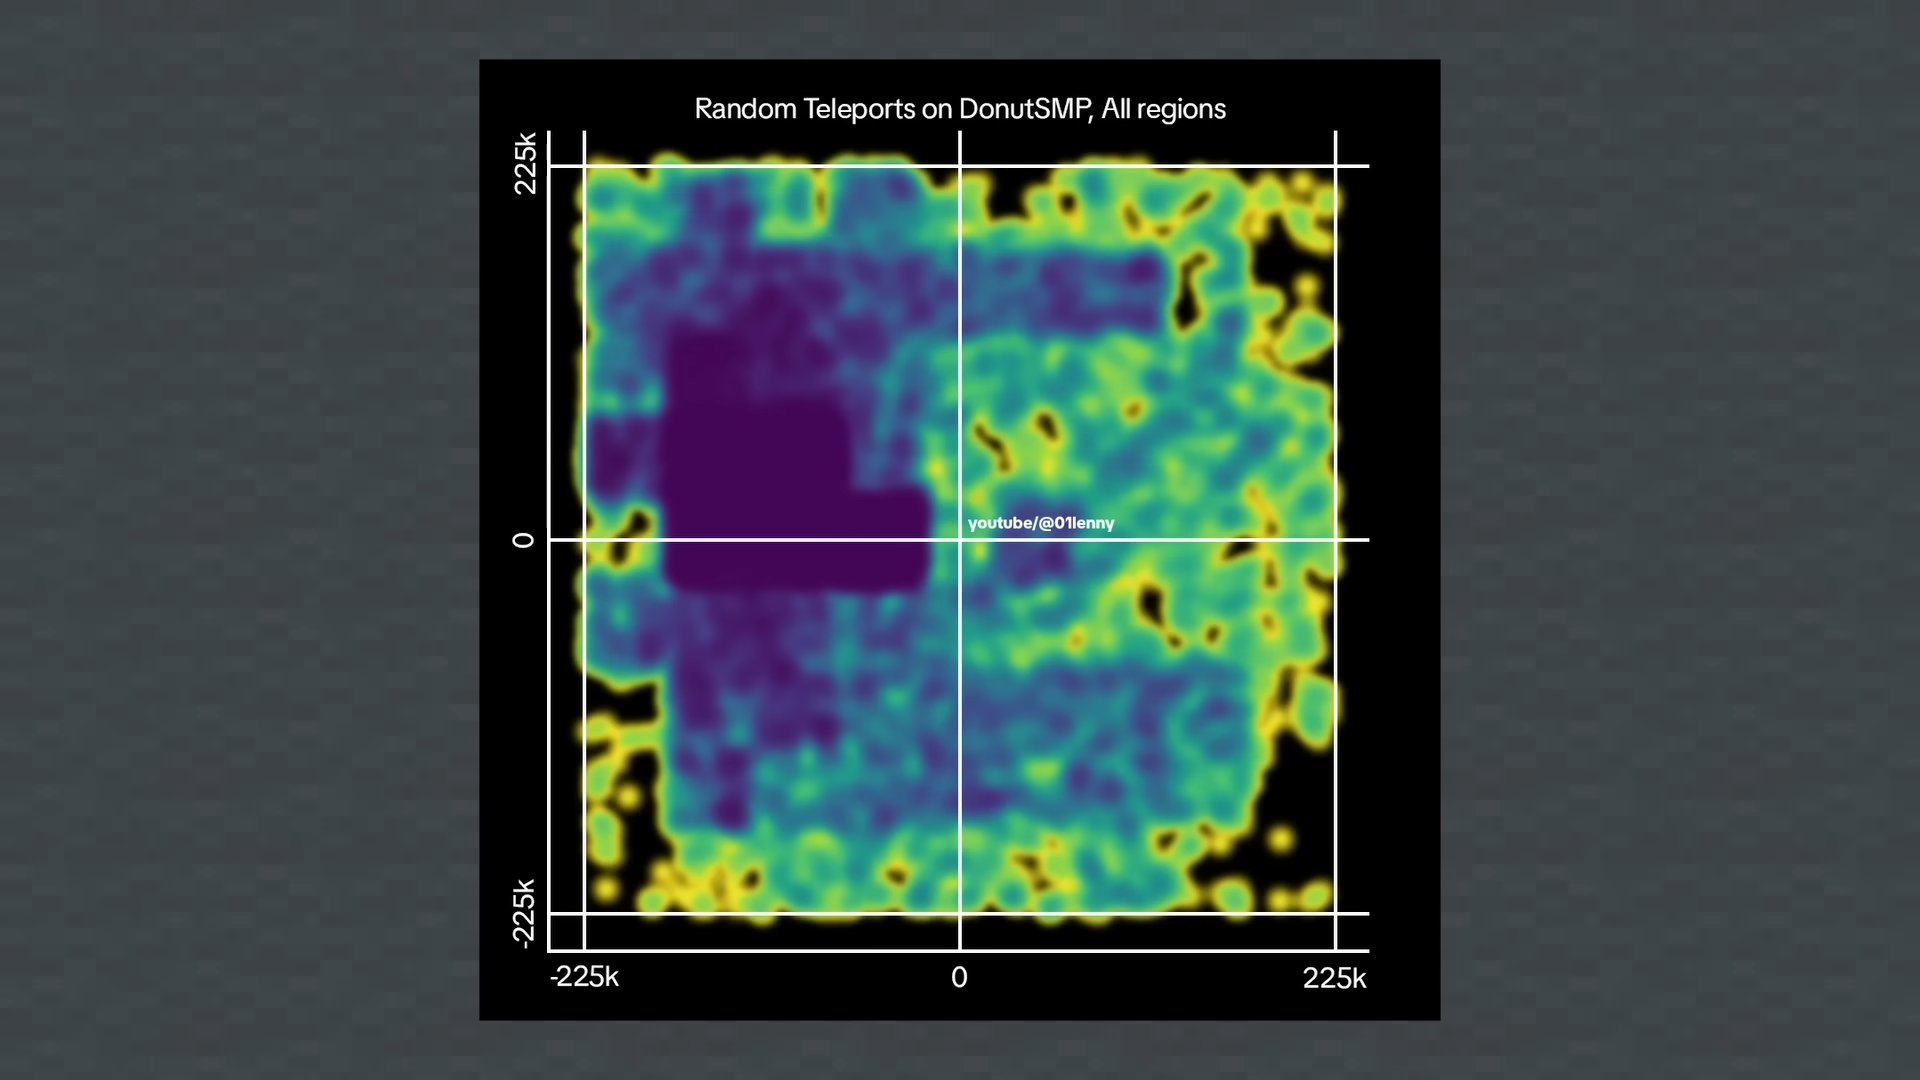 Random Teleports on DonutSMP, All regions
225k
youtube/@01lenny
0
-225k
-225k
0
225k